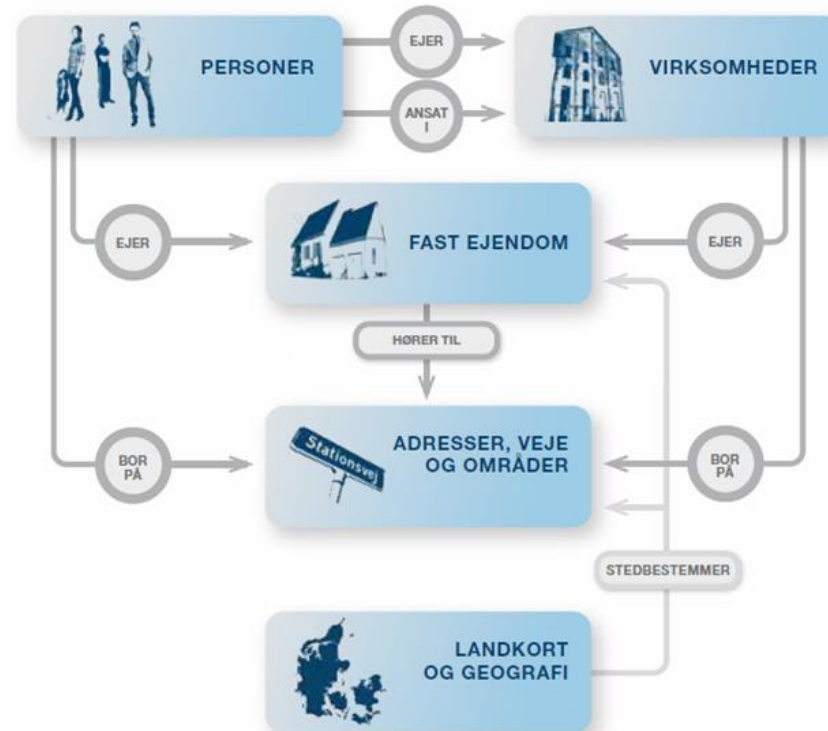 PERSONER
EJER
VIRKSOMHEDER
ANSAT
I
EJER
FAST EJENDOM
EJER
HØRER TIL
BOR
PÅ
Stationsvej
ADRESSER, VEJE
OG OMRÅDER
BOR
PÅ
STEDBESTEMMER
LANDKORT
OG GEOGRAFI